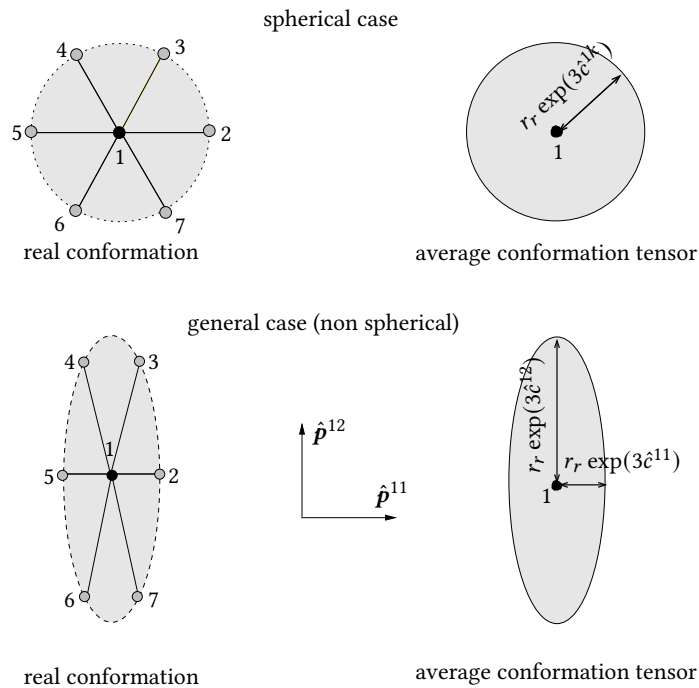 spherical case
4
3
5
2
1
6
7
r_r exp(3ĉ^{1k})
1
real conformation
average conformation tensor
general case (non spherical)
4
3
1
5
2
6
7
p̂^{12}
p̂^{11}
r_r exp(3ĉ^{12})
r_r exp(3ĉ^{11})
1
real conformation
average conformation tensor